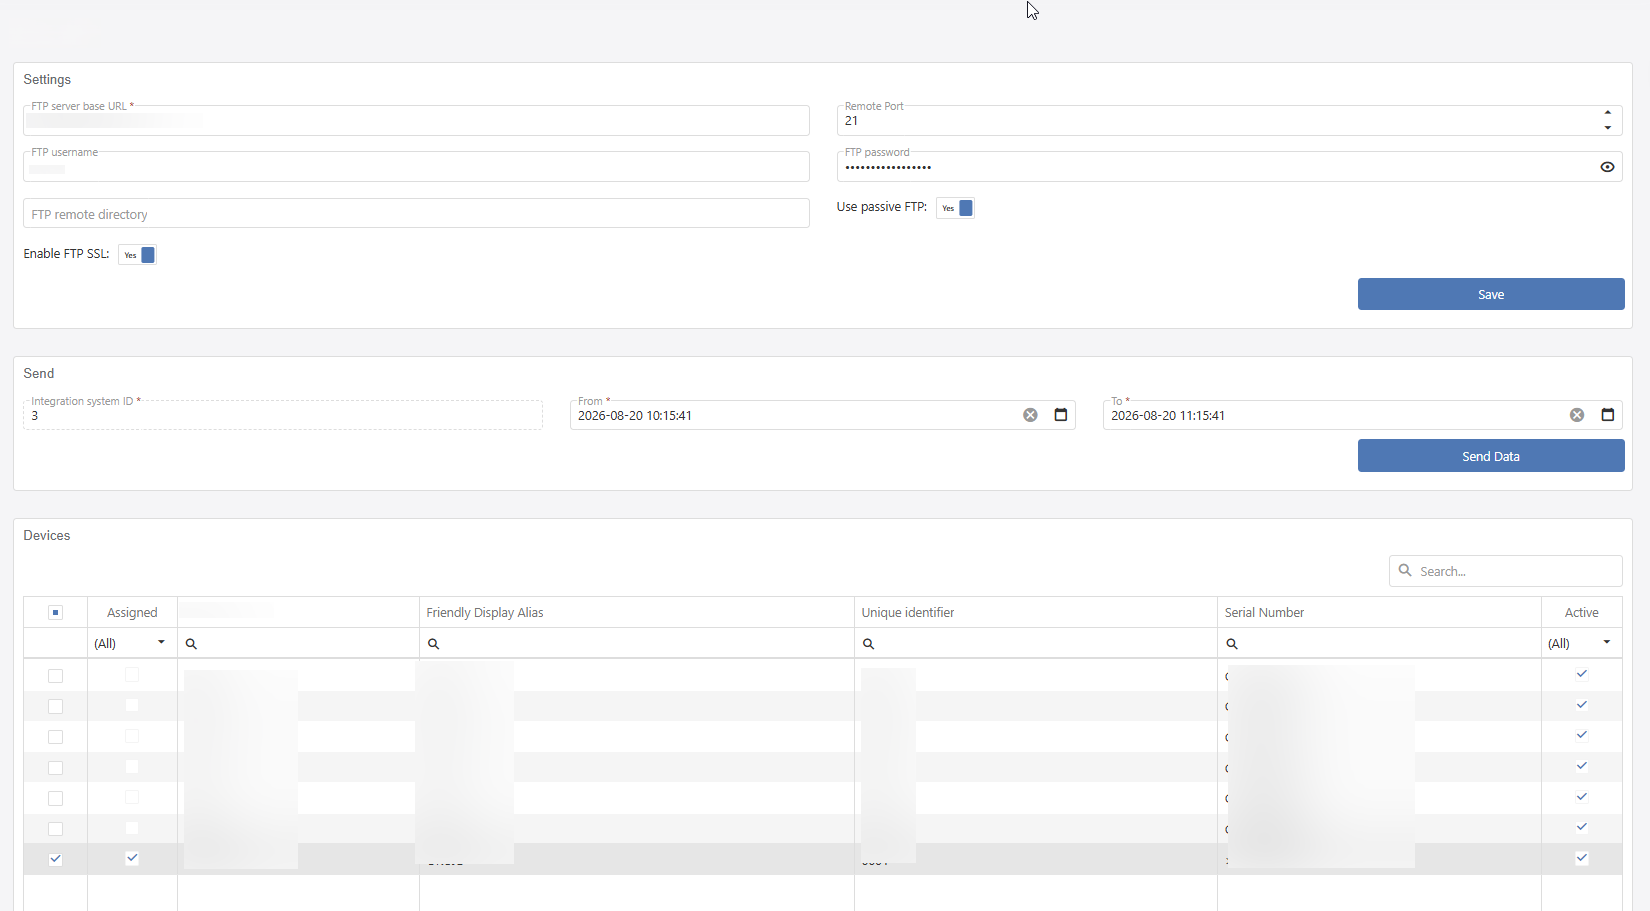 Settings
FTP server base URL *
Remote Port
21
FTP username
FTP password
•••••••••••••••••
FTP remote directory
Use passive FTP: Yes
Enable FTP SSL: Yes
Save
Send
Integration system ID *
3
From *
2026-08-20 10:15:41
To *
2026-08-20 11:15:41
Send Data
Devices
Search...
Assigned Friendly Display Alias Unique identifier Serial Number Active
(All) (All)